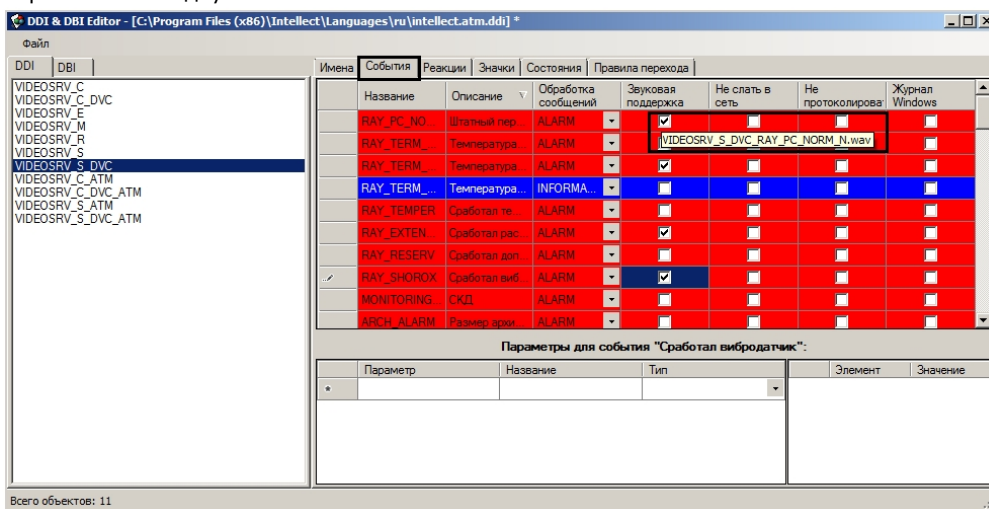 DDI & DBI Editor - [C:\Program Files (x86)\Intellect\Languages\ru\intellect.atm.ddi] *
Файл
DDI DBI
VIDEOSRV_C
VIDEOSRV_C_DVC
VIDEOSRV_E
VIDEOSRV_M
VIDEOSRV_R
VIDEOSRV_S
VIDEOSRV_S_DVC
VIDEOSRV_C_ATM
VIDEOSRV_C_DVC_ATM
VIDEOSRV_S_ATM
VIDEOSRV_S_DVC_ATM
Имена События Реакции Значки Состояния Правила перехода
Название Описание Обработка сообщений Звуковая поддержка Не слать в сеть Не протоколироват Журнал Windows
RAY_PC_NO... Штатный пер... ALARM
VIDEOSRV_S_DVC_RAY_PC_NORM_N.wav
RAY_TERM_... Температура... ALARM
RAY_TERM_... Температура... ALARM
RAY_TERM_... Температура... INFORMA...
RAY_TEMPER Сработал те... ALARM
RAY_EXTEN... Сработал рас... ALARM
RAY_RESERV Сработал доп... ALARM
RAY_SHOROX Сработал виб... ALARM
MONITORING... СКД ALARM
ARCH_ALARM Размер архи... ALARM
Параметры для события "Сработал вибродатчик":
Параметр Название Тип
Элемент Значение
Всего объектов: 11